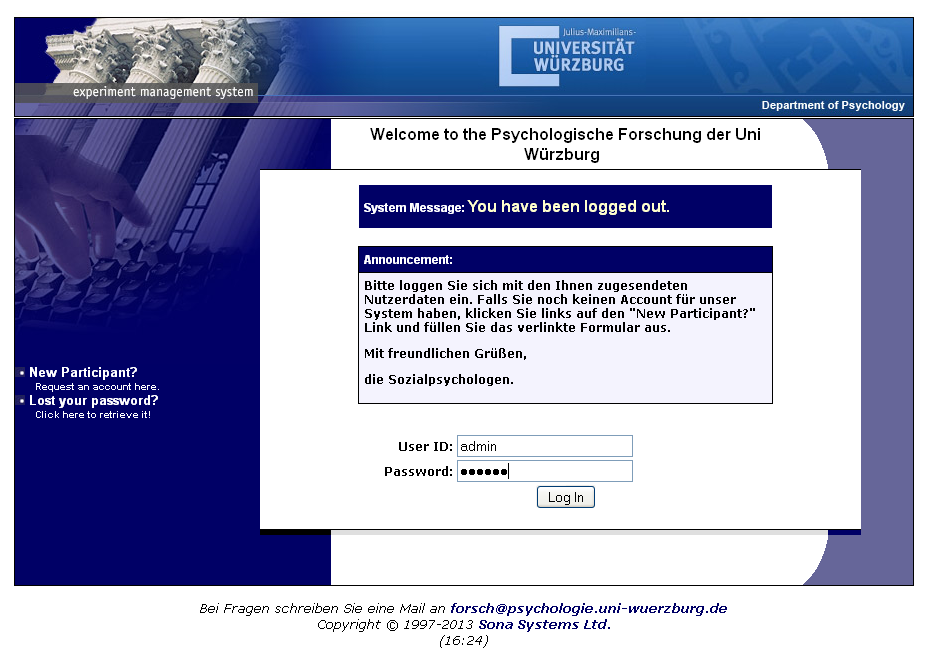 Julius-Maximilians-
UNIVERSITÄT
WÜRZBURG
experiment management system
Department of Psychology
Welcome to the Psychologische Forschung der Uni
Würzburg
System Message: You have been logged out.
Announcement:
Bitte loggen Sie sich mit den Ihnen zugesendeten
Nutzerdaten ein. Falls Sie noch keinen Account für unser
System haben, klicken Sie links auf den "New Participant?"
Link und füllen Sie das verlinkte Formular aus.
Mit freundlichen Grüßen,
die Sozialpsychologen.
New Participant?
Request an account here.
Lost your password?
Click here to retrieve it!
User ID: admin
Password: ●●●●●●
Log In
Bei Fragen schreiben Sie eine Mail an forsch@psychologie.uni-wuerzburg.de
Copyright © 1997-2013 Sona Systems Ltd.
(16:24)